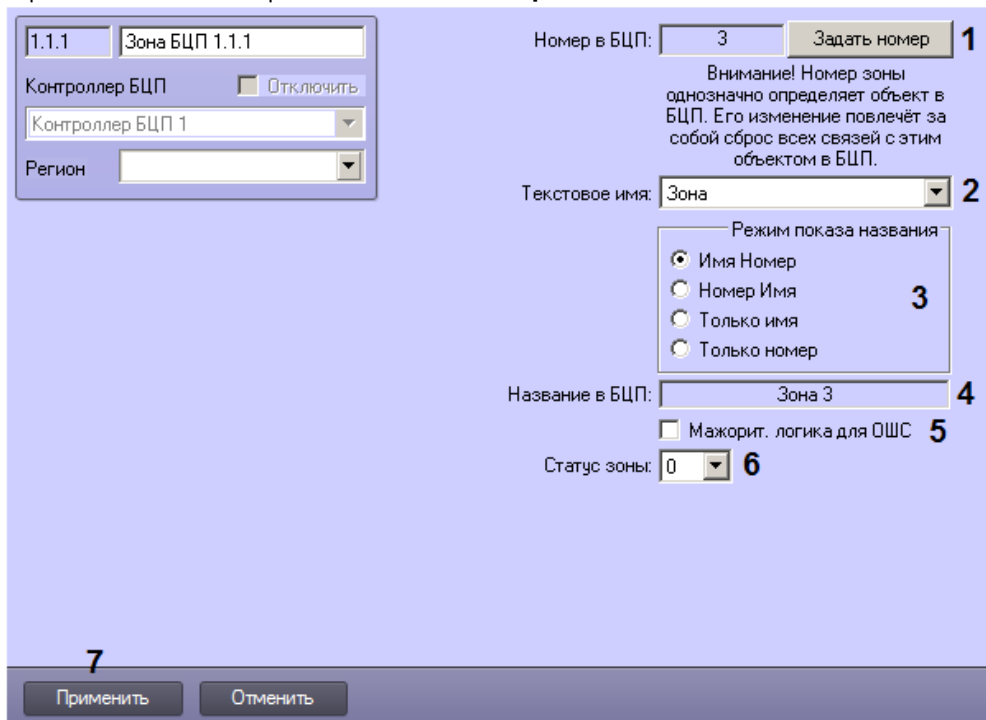 1.1.1 Зона БЦП 1.1.1
Контроллер БЦП Отключить
Контроллер БЦП 1
Регион
Номер в БЦП: 3 Задать номер 1
Внимание! Номер зоны
однозначно определяет объект в
БЦП. Его изменение повлечёт за
собой сброс всех связей с этим
объектом в БЦП.
Текстовое имя: Зона 2
Режим показа названия
Имя Номер
Номер Имя 3
Только имя
Только номер
Название в БЦП: Зона 3 4
Мажорит. логика для ОШС 5
Статус зоны: 0 6
7
Применить Отменить